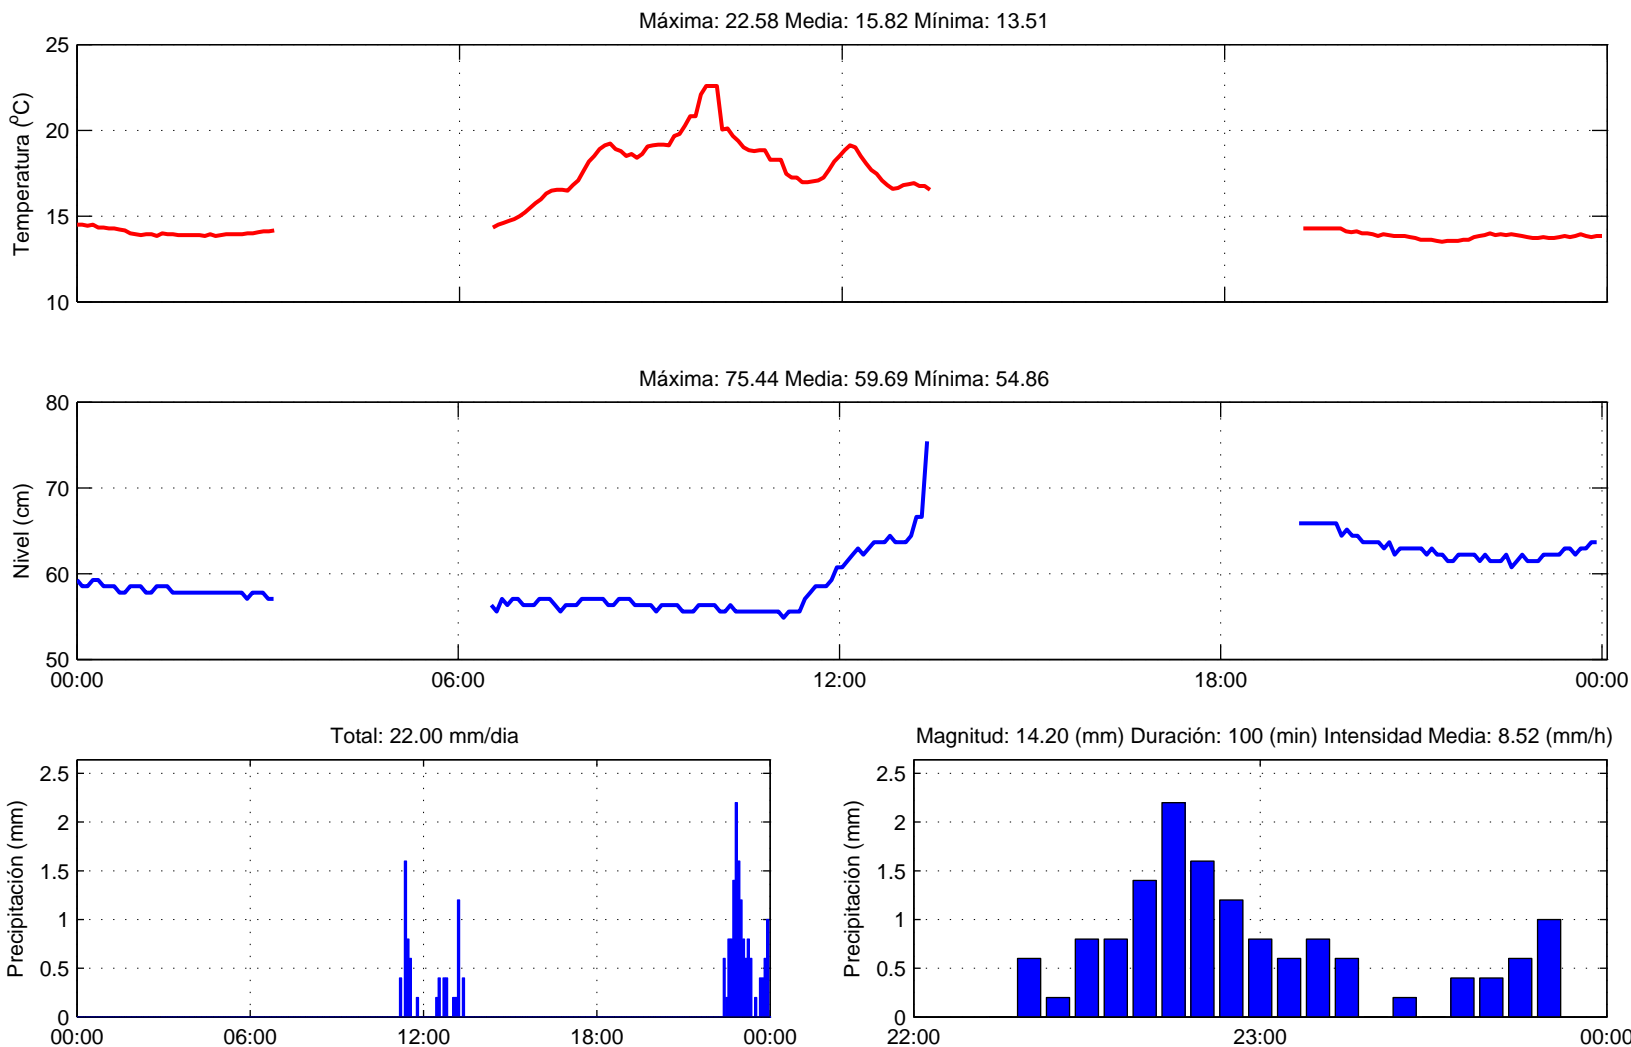 Máxima: 22.58 Media: 15.82 Mínima: 13.51
25
20
15
10
Temperatura (ºC)
Máxima: 75.44 Media: 59.69 Mínima: 54.86
80
70
60
50
Nivel (cm)
00:00 06:00 12:00 18:00 00:00
Total: 22.00 mm/dia
2.5
2
1.5
1
0.5
0
Precipitación (mm)
00:00 06:00 12:00 18:00 00:00
Magnitud: 14.20 (mm) Duración: 100 (min) Intensidad Media: 8.52 (mm/h)
2.5
2
1.5
1
0.5
0
Precipitación (mm)
22:00 23:00 00:00